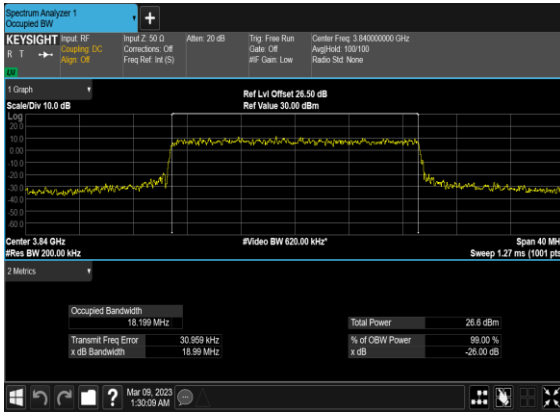 Spectrum Analyzer 1
Occupied BW
+
KEYSIGHT Input: RF Input Z: 50 Ω Atten: 20 dB Trig: Free Run Center Freq: 3.840000000 GHz
R T Coupling: DC Corrections: Off Gate: Off Avg|Hold: 100/100
Align: Off Freq Ref: Int (S) #IF Gain: Low Radio Std: None
LW
1 Graph
Ref Lvl Offset 26.50 dB
Scale/Div 10.0 dB Ref Value 30.00 dBm
Log
20.0
10.0
0.00
-10.0
-20.0
-30.0
-40.0
-50.0
-60.0
Center 3.84 GHz #Video BW 620.00 kHz* Span 40 MH
#Res BW 200.00 kHz Sweep 1.27 ms (1001 pts
2 Metrics
Occupied Bandwidth
18.199 MHz Total Power 26.6 dBm
Transmit Freq Error 30.959 kHz % of OBW Power 99.00 %
x dB Bandwidth 18.99 MHz x dB -26.00 dB
?
Mar 09, 2023
1:30:09 AM